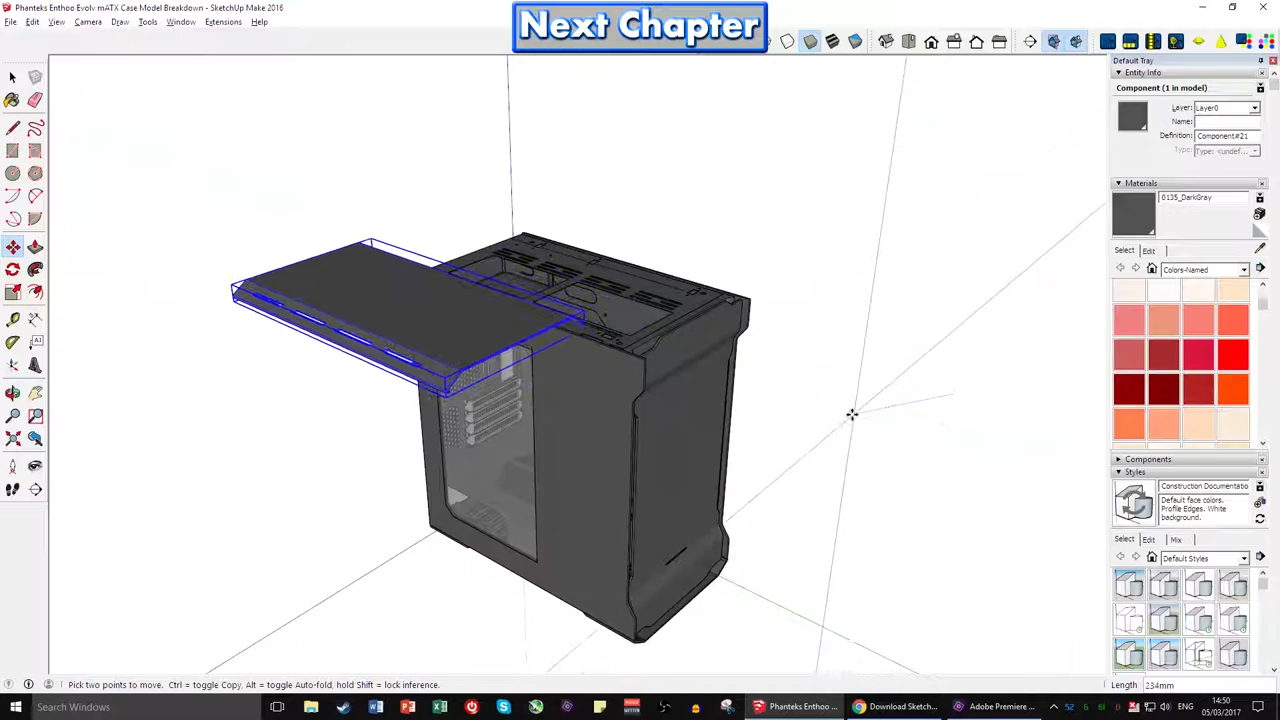 Phanteks Enthoo Evolv mATX Case Model Breakdown - SketchUp Make 2016
Next Chapter
File Edit View Camera Draw Tools Window Extensions Help
Default Tray
Entity Info
Component (1 in model)
Layer: Layer0
Name:
Definition: Component#21
Type: Type: <undef...
Materials
0135_DarkGray
Select Edit
Colors-Named
Components
Styles
Construction Documentatio
Default face colors.
Profile Edges. White
background.
Select Edit Mix
Default Styles
Pick two points to move. Ctrl = toggle Copy, Alt = toggle Auto-fold, hold Shift = lock inference.
Length 234mm
Search Windows
Phanteks Enthoo ...
Download Sketch...
Adobe Premiere ...
14:50
05/03/2017